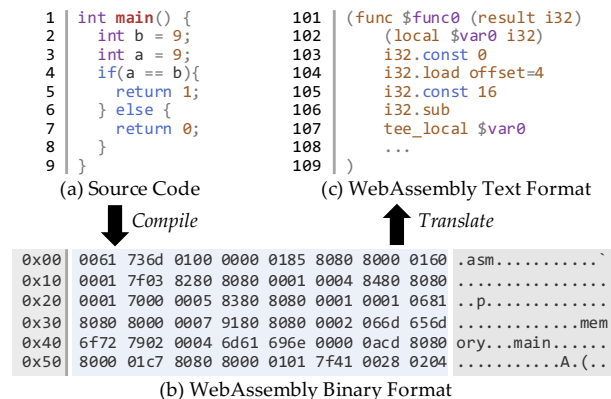 1 int main() {
2 int b = 9;
3 int a = 9;
4 if(a == b){
5 return 1;
6 } else {
7 return 0;
8 }
9 }
(a) Source Code
101 (func $func0 (result i32)
102 (local $var0 i32)
103 i32.const 0
104 i32.load offset=4
105 i32.const 16
106 i32.sub
107 tee_local $var0
108 ...
109 )
(c) WebAssembly Text Format
Compile
Translate
0x00 0061 736d 0100 0000 0185 8080 8000 0160 .asm...........`
0x10 0001 7f03 8280 8080 0001 0004 8480 8080 ................
0x20 0001 7000 0005 8380 8080 0001 0001 0681 ..p.............
0x30 8080 8000 0007 9180 8080 0002 066d 656d .............mem
0x40 6f72 7902 0004 6d61 696e 0000 0acd 8080 ory...main......
0x50 8000 01c7 8080 8000 0101 7f41 0028 0204 ...........A.(..
(b) WebAssembly Binary Format